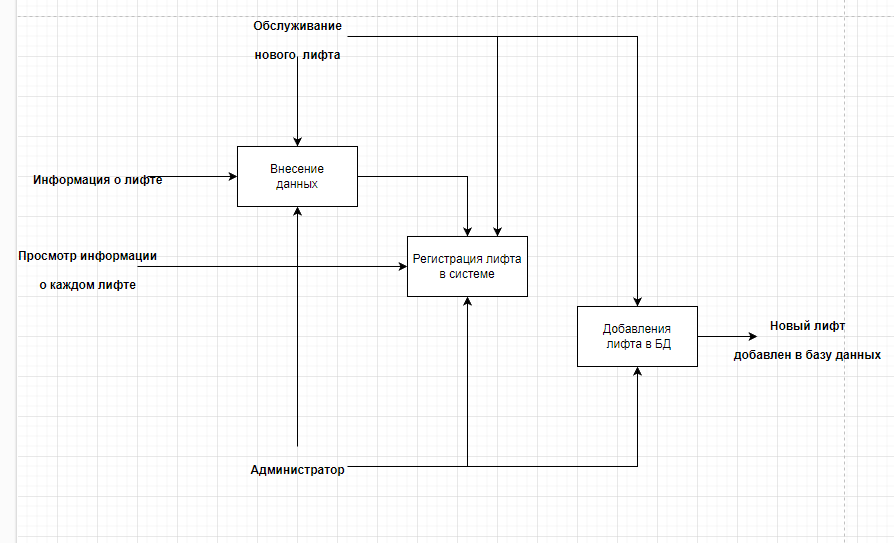 Обслуживание
нового лифта
Внесение
данных
Информация о лифте
Просмотр информации
о каждом лифте
Регистрация лифта
в системе
Добавления
лифта в БД
Новый лифт
добавлен в базу данных
Администратор